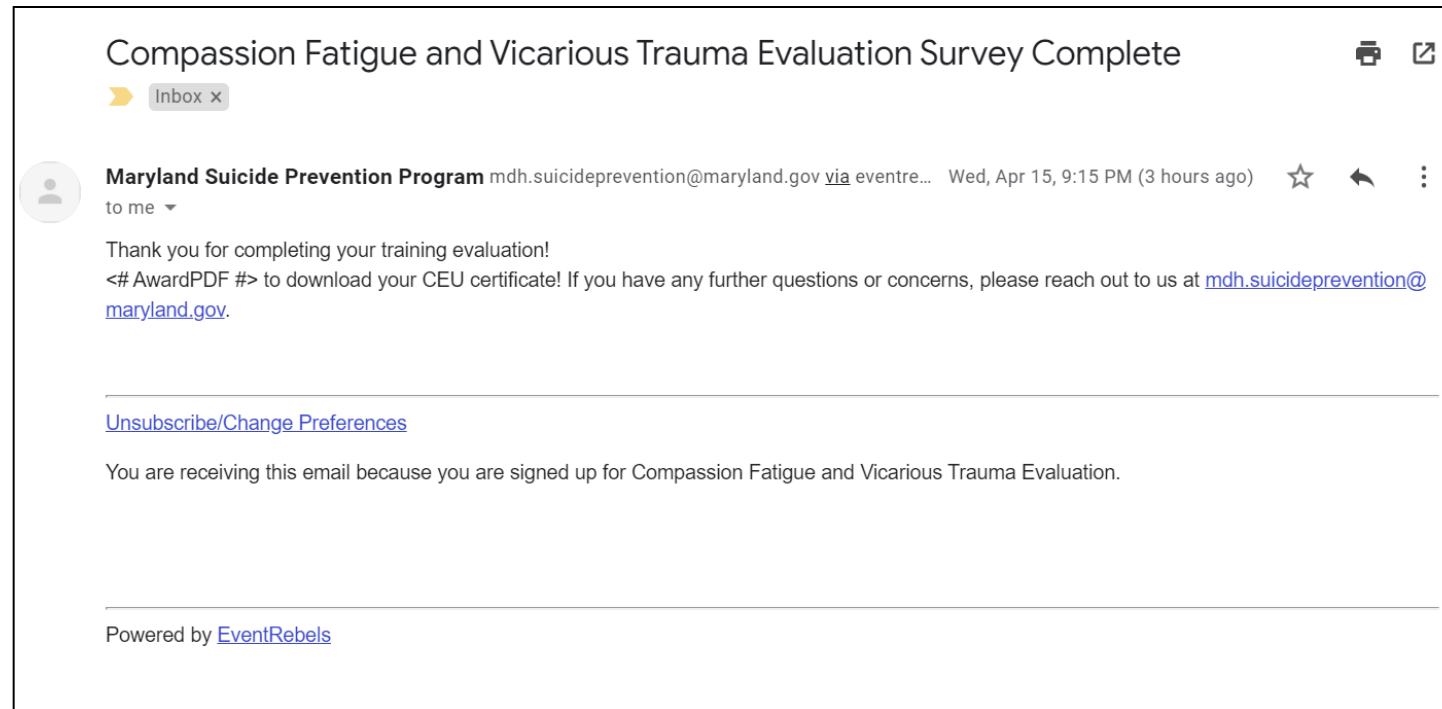 Compassion Fatigue and Vicarious Trauma Evaluation Survey Complete
Inbox x
Maryland Suicide Prevention Program mdh.suicideprevention@maryland.gov via eventre... Wed, Apr 15, 9:15 PM (3 hours ago)
to me
Thank you for completing your training evaluation!
<# AwardPDF #> to download your CEU certificate! If you have any further questions or concerns, please reach out to us at mdh.suicideprevention@
maryland.gov.
Unsubscribe/Change Preferences
You are receiving this email because you are signed up for Compassion Fatigue and Vicarious Trauma Evaluation.
Powered by EventRebels